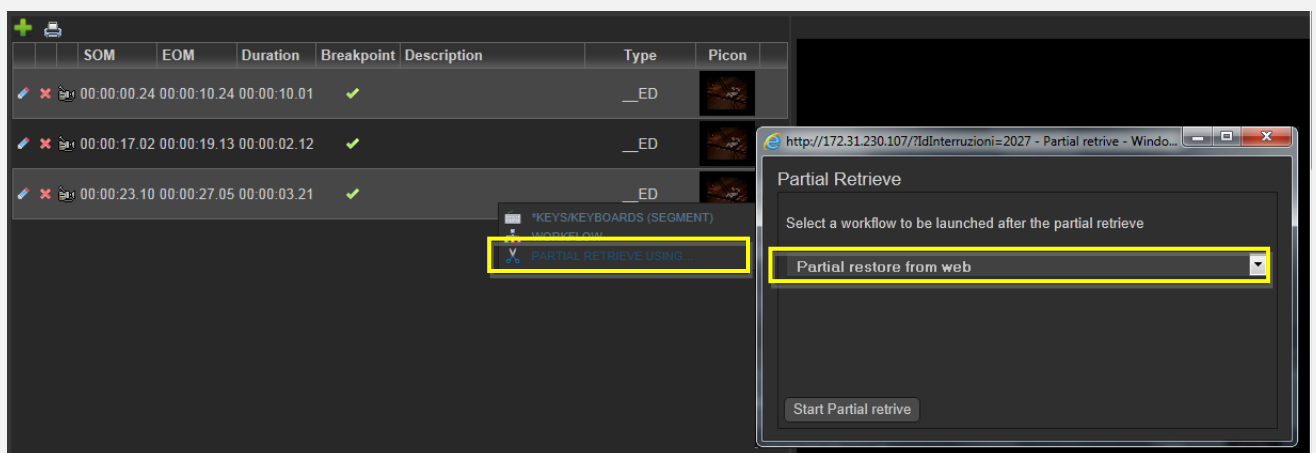 SOM EOM Duration Breakpoint Description Type Picon
00:00:00.24 00:00:10.24 00:00:10.01 __ED
00:00:17.02 00:00:19.13 00:00:02.12 __ED
00:00:23.10 00:00:27.05 00:00:03.21 __ED
*KEYS/KEYBOARDS (SEGMENT)
WORKFLOW
PARTIAL RETRIEVE USING...
http://172.31.230.107/?IdInterruzioni=2027 - Partial retrive - Windo...
Partial Retrieve
Select a workflow to be launched after the partial retrieve
Partial restore from web
Start Partial retrive